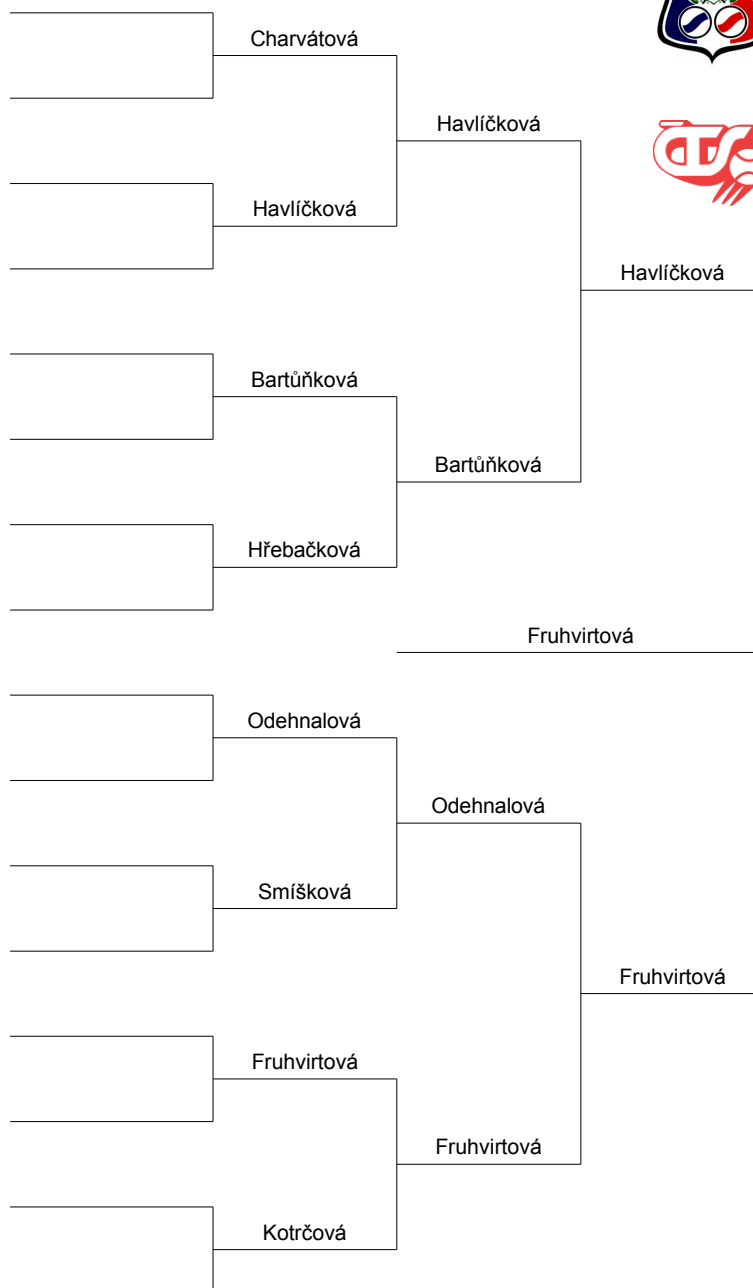 Charvátová
Havlíčková
Havlíčková
Havlíčková
Bartůňková
Bartůňková
Hřebačková
Fruhvirtová
Odehnalová
Odehnalová
Smíšková
Fruhvirtová
Fruhvirtová
Fruhvirtová
Kotrčová